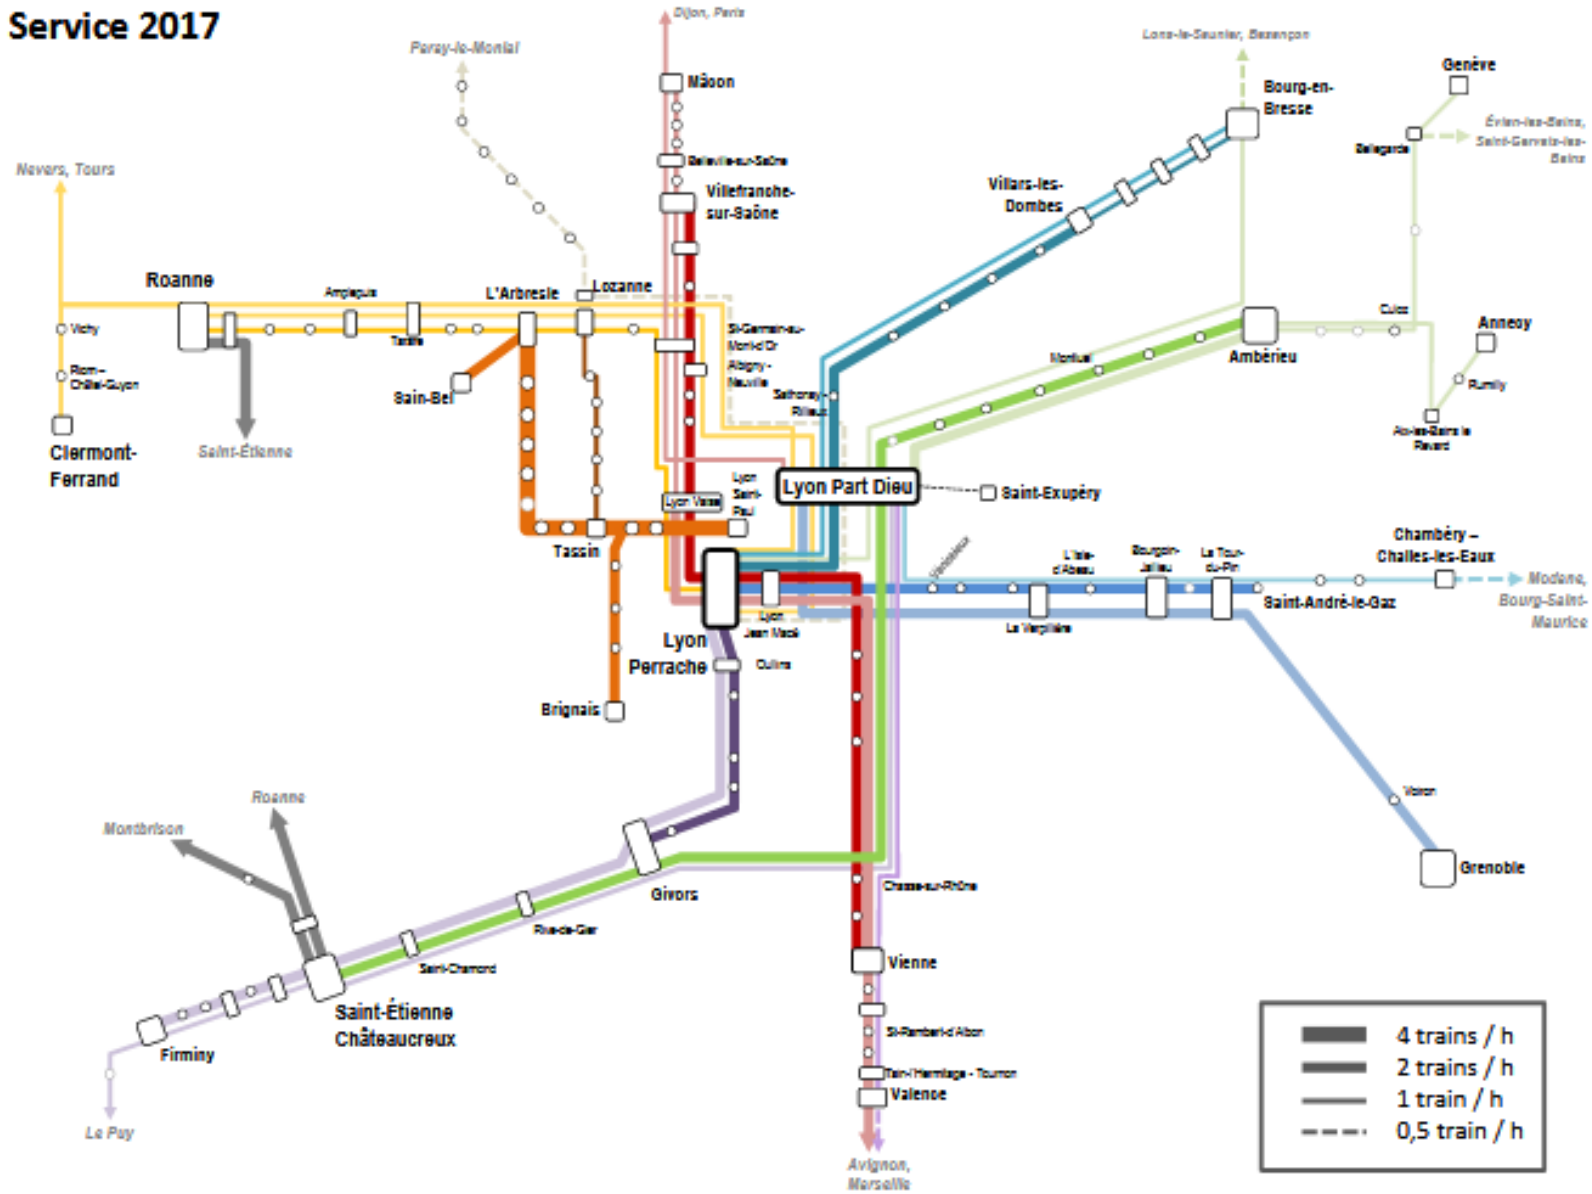 Service 2017
Dijon, Paris
Paray-le-Monial
Lons-le-Saunier, Besançon
Genève
Mâcon
Bourg-en-
Bresse
Évian-les-Bains,
Saint-Gervais-les-
Bains
Bellegarde
Belleville-sur-Saône
Nevers, Tours
Villefranche-
sur-Saône
Villars-les-
Dombes
Roanne
Amplepuis
L'Arbresle
Lozanne
Culoz
Annecy
Vichy
Tarare
St-Germain-au-
Mont-d'Or
Ambérieu
Montluel
Riom –
Châtel-Guyon
Albigny -
Neuville
Rumilly
Sain-Bel
Sathonay -
Rillieux
Aix-les-Bains le
Revard
Clermont-
Ferrand
Saint-Étienne
Lyon Part Dieu
Saint-Exupéry
Lyon Vaise
Lyon
Saint-
Paul
Tassin
Chambéry –
Challes-les-Eaux
Vénissieux
L'Isle-
d'Abeau
Bourgoin-
Jallieu
La Tour-
du-Pin
Modane,
Bourg-Saint-
Maurice
Saint-André-le-Gaz
Lyon
Jean Macé
La Verpillière
Lyon
Perrache
Oullins
Brignais
Voiron
Roanne
Montbrison
Grenoble
Givors
Chasse-sur-Rhône
Rive-de-Gier
Saint-Chamond
Vienne
Saint-Étienne
Châteaucreux
St-Rambert-d'Albon
Firminy
Tain-l'Hermitage - Tournon
Valence
Le Puy
Avignon,
Marseille
4 trains / h
2 trains / h
1 train / h
0,5 train / h